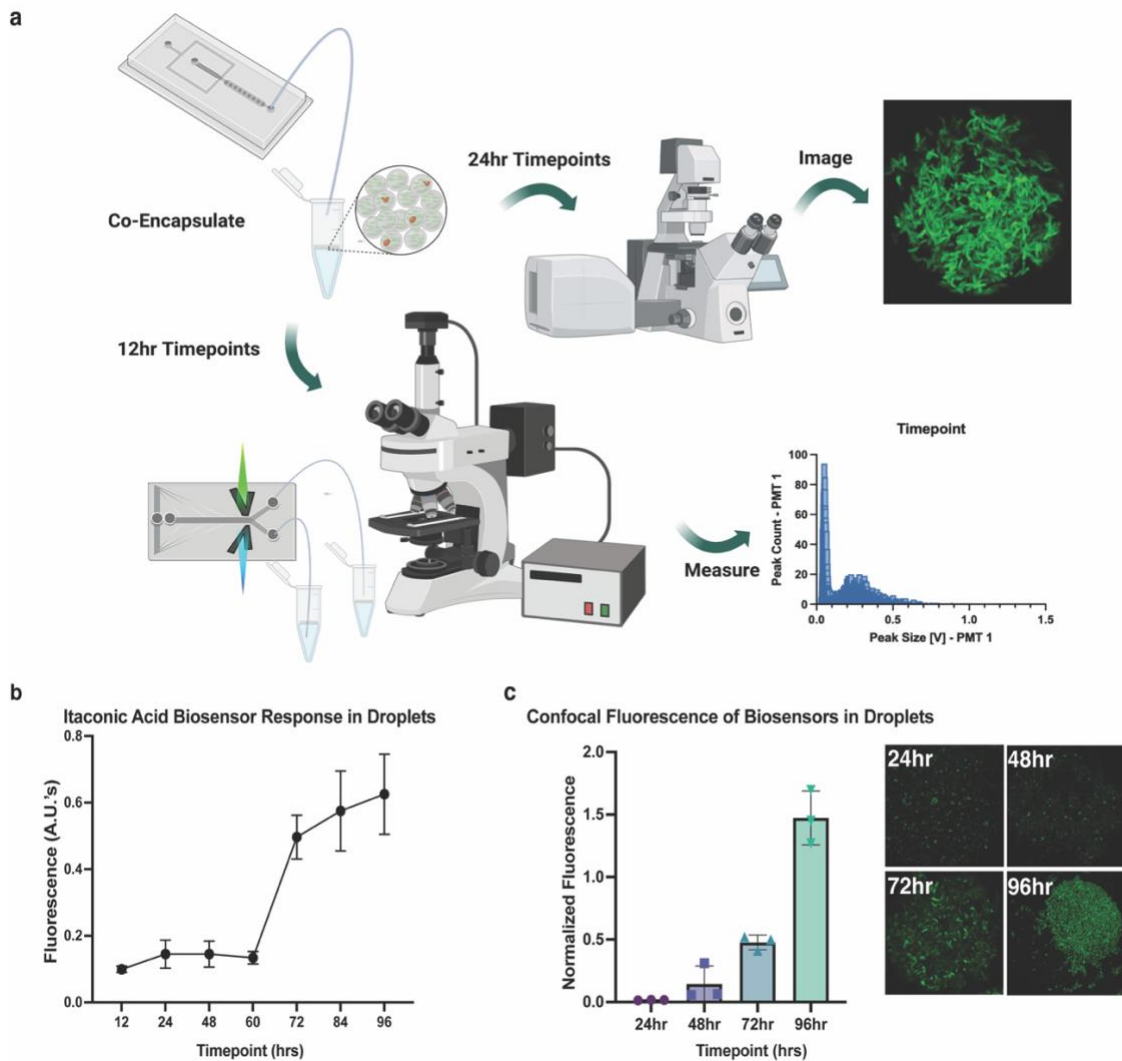 a
24hr Timepoints
Image
Co-Encapsulate
12hr Timepoints
Timepoint
Measure
Peak Count - PMT 1
100
80
60
40
20
0
0.0 0.5 1.0 1.5
Peak Size [V] - PMT 1
b
Itaconic Acid Biosensor Response in Droplets
Fluorescence (A.U.'s)
0.8
0.6
0.4
0.2
0.0
12 24 48 60 72 84 96
Timepoint (hrs)
c
Confocal Fluorescence of Biosensors in Droplets
Normalized Fluorescence
2.0
1.5
1.0
0.5
0.0
24hr 48hr 72hr 96hr
Timepoint (hrs)
24hr 48hr
72hr 96hr